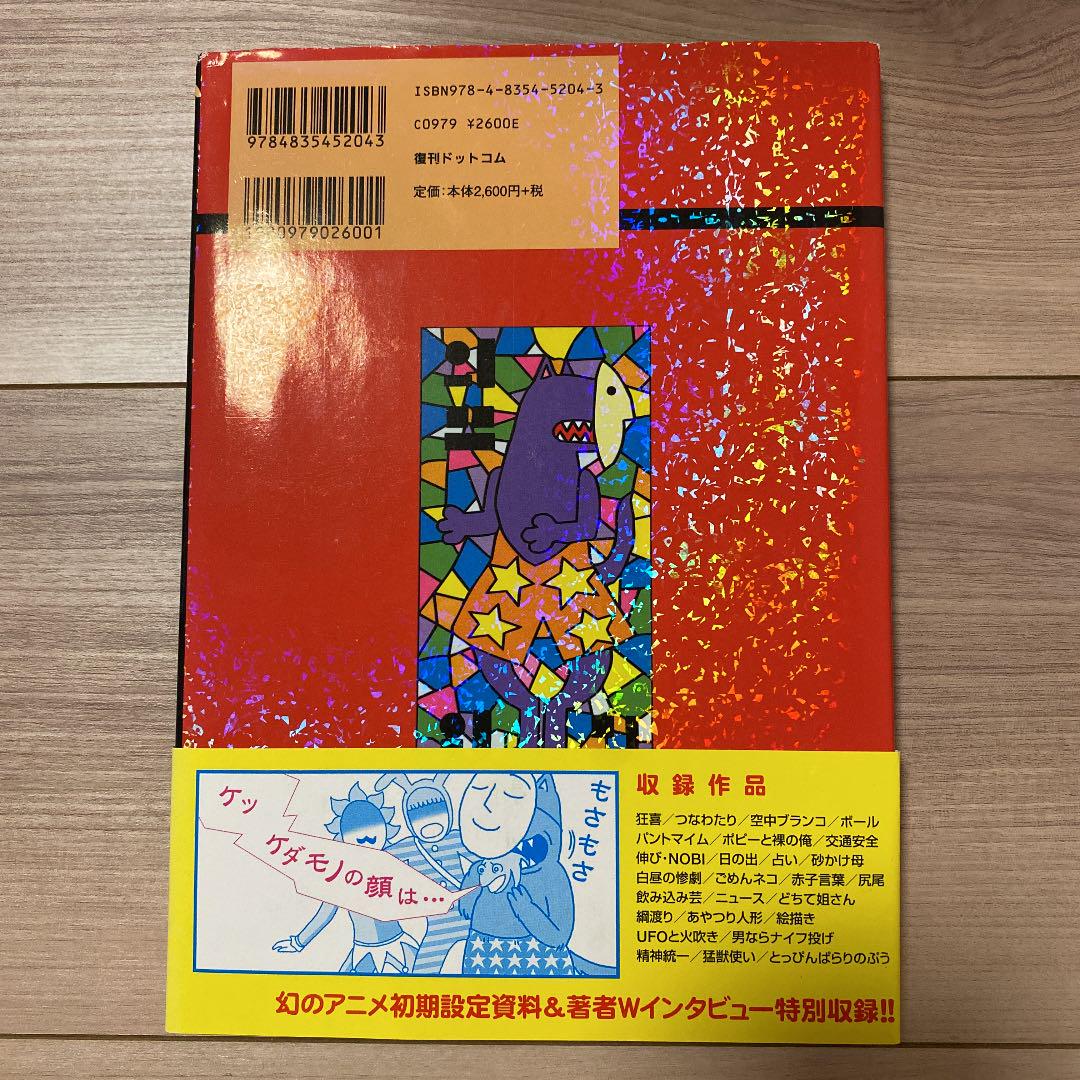 ISBN978-4-8354-5204-3
9784835452043
C0979 ¥2600E
復刊ドットコム
定価:本体2,600円+税
0979026001
ケッ
ケダモノの顔は…
もさもさ
収録作品
狂喜/つなわたり/空中ブランコ/ボール
パントマイム/ポピーと裸の俺/交通安全
伸び・NOBI/日の出/占い/砂かけ母
白昼の惨劇/ごめんネコ/赤子言葉/尻尾
飲み込み芸/ニュース/どちて姐さん
綱渡り/あやつり人形/絵描き
UFOと火吹き/男ならナイフ投げ
精神統一/猛獣使い/とっぴんぱらりのぷう
幻のアニメ初期設定資料&著者Wインタビュー特別収録!!